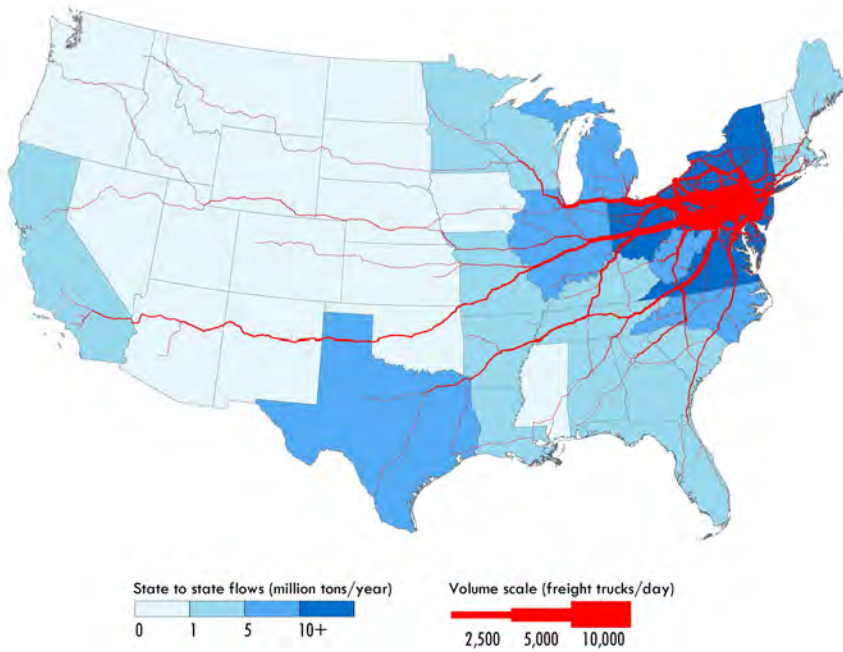 State to state flows (million tons/year)
0 1 5 10+
Volume scale (freight trucks/day)
2,500 5,000 10,000